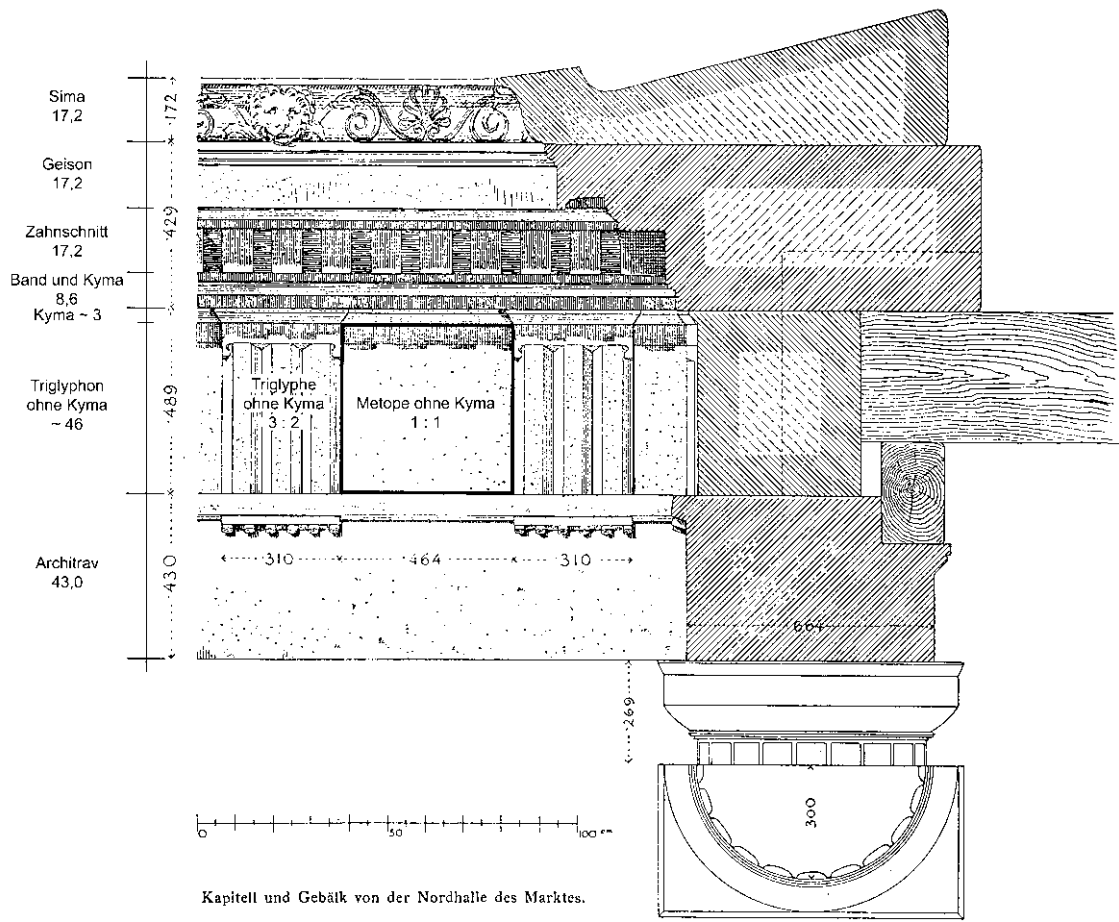 Sima
17,2
172
Geison
17,2
429
Zahnschnitt
17,2
Band und Kyma
8,6
Kyma ~ 3
Triglyphon
ohne Kyma
~ 46
489
Triglyphe
ohne Kyma
3 : 2
Metope ohne Kyma
1 : 1
Architrav
43,0
430
310
464
310
664
269
300
0
50
100 cm
Kapitell und Gebälk von der Nordhalle des Marktes.